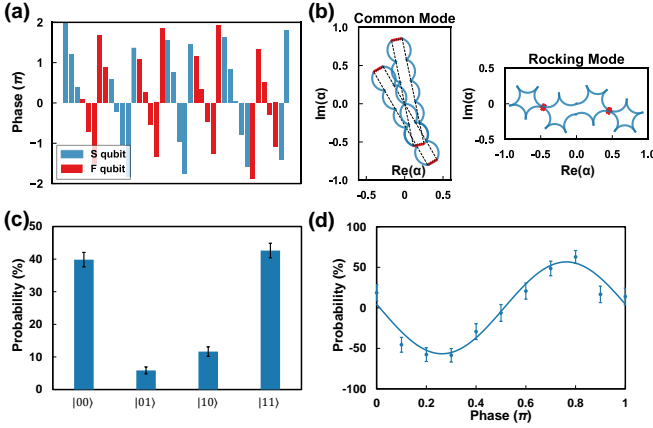 (a)
Phase (π)
2
1
0
-1
-2
S qubit
F qubit
(b)
Common Mode
Im(α)
1.0
0.5
0.0
-0.5
-1.0
-0.5
0
0.5
Re(α)
Rocking Mode
Im(α)
0.5
0.0
-0.5
-1.0
-0.5
0.0
0.5
Re(α)
(c)
Probability (%)
50
40
30
20
10
0
|00⟩
|01⟩
|10⟩
|11⟩
(d)
Probability (%)
100
50
0
-50
-100
0
0.2
0.4
0.6
0.8
1
Phase (π)